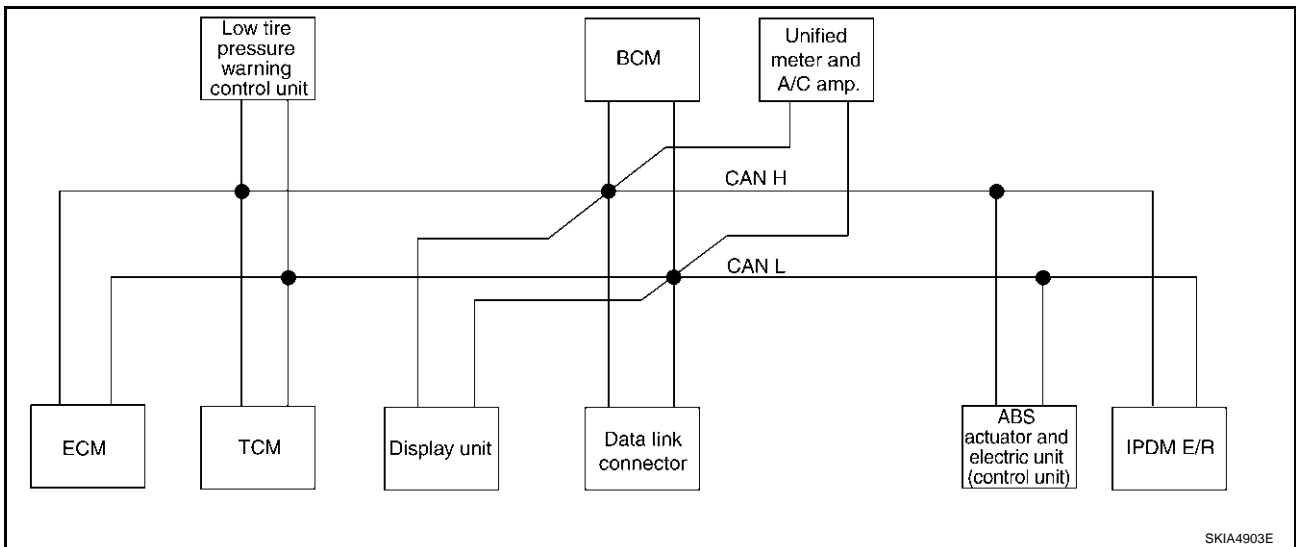 Low tire
pressure
warning
control unit
BCM
Unified
meter and
A/C amp.
CAN H
CAN L
ECM
TCM
Display unit
Data link
connector
ABS
actuator and
electric unit
(control unit)
IPDM E/R
SKIA4903E